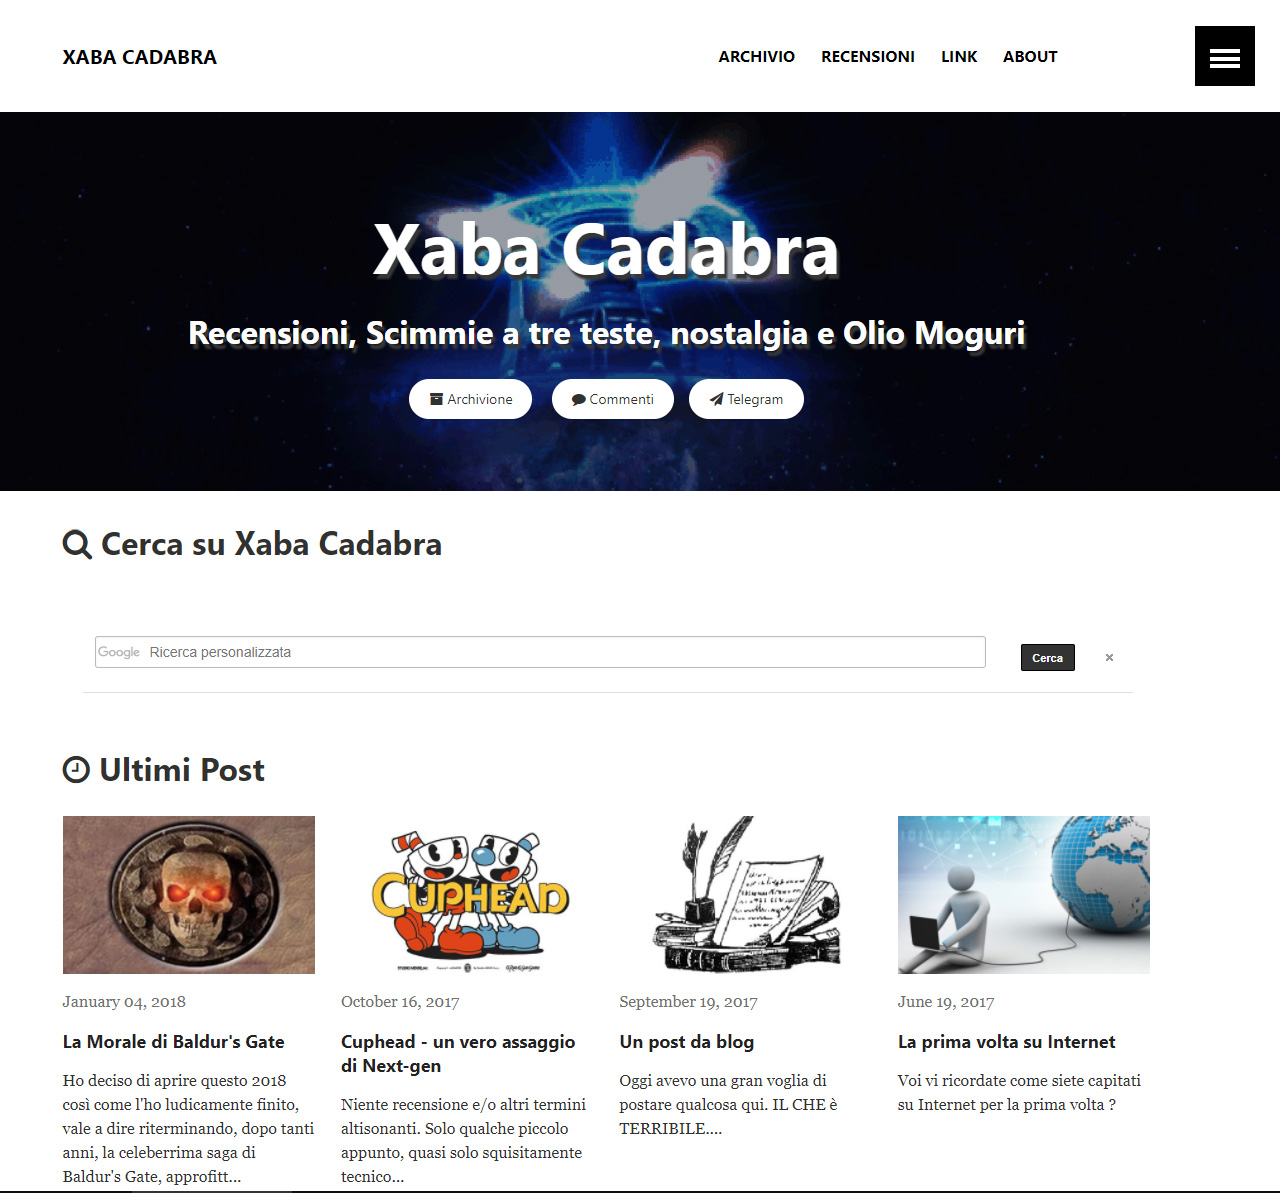 XABA CADABRA
ARCHIVIO RECENSIONI LINK ABOUT
Xaba Cadabra
Recensioni, Scimmie a tre teste, nostalgia e Olio Moguri
Archivione Commenti Telegram
Cerca su Xaba Cadabra
Google Ricerca personalizzata
Cerca ×
Ultimi Post
CUPHEAD
January 04, 2018
La Morale di Baldur's Gate
Ho deciso di aprire questo 2018
così come l'ho ludicamente finito,
vale a dire riterminando, dopo tanti
anni, la celeberrima saga di
Baldur's Gate, approfitt...
October 16, 2017
Cuphead - un vero assaggio
di Next-gen
Niente recensione e/o altri termini
altisonanti. Solo qualche piccolo
appunto, quasi solo squisitamente
tecnico...
September 19, 2017
Un post da blog
Oggi avevo una gran voglia di
postare qualcosa qui. IL CHE è
TERRIBILE....
June 19, 2017
La prima volta su Internet
Voi vi ricordate come siete capitati
su Internet per la prima volta ?